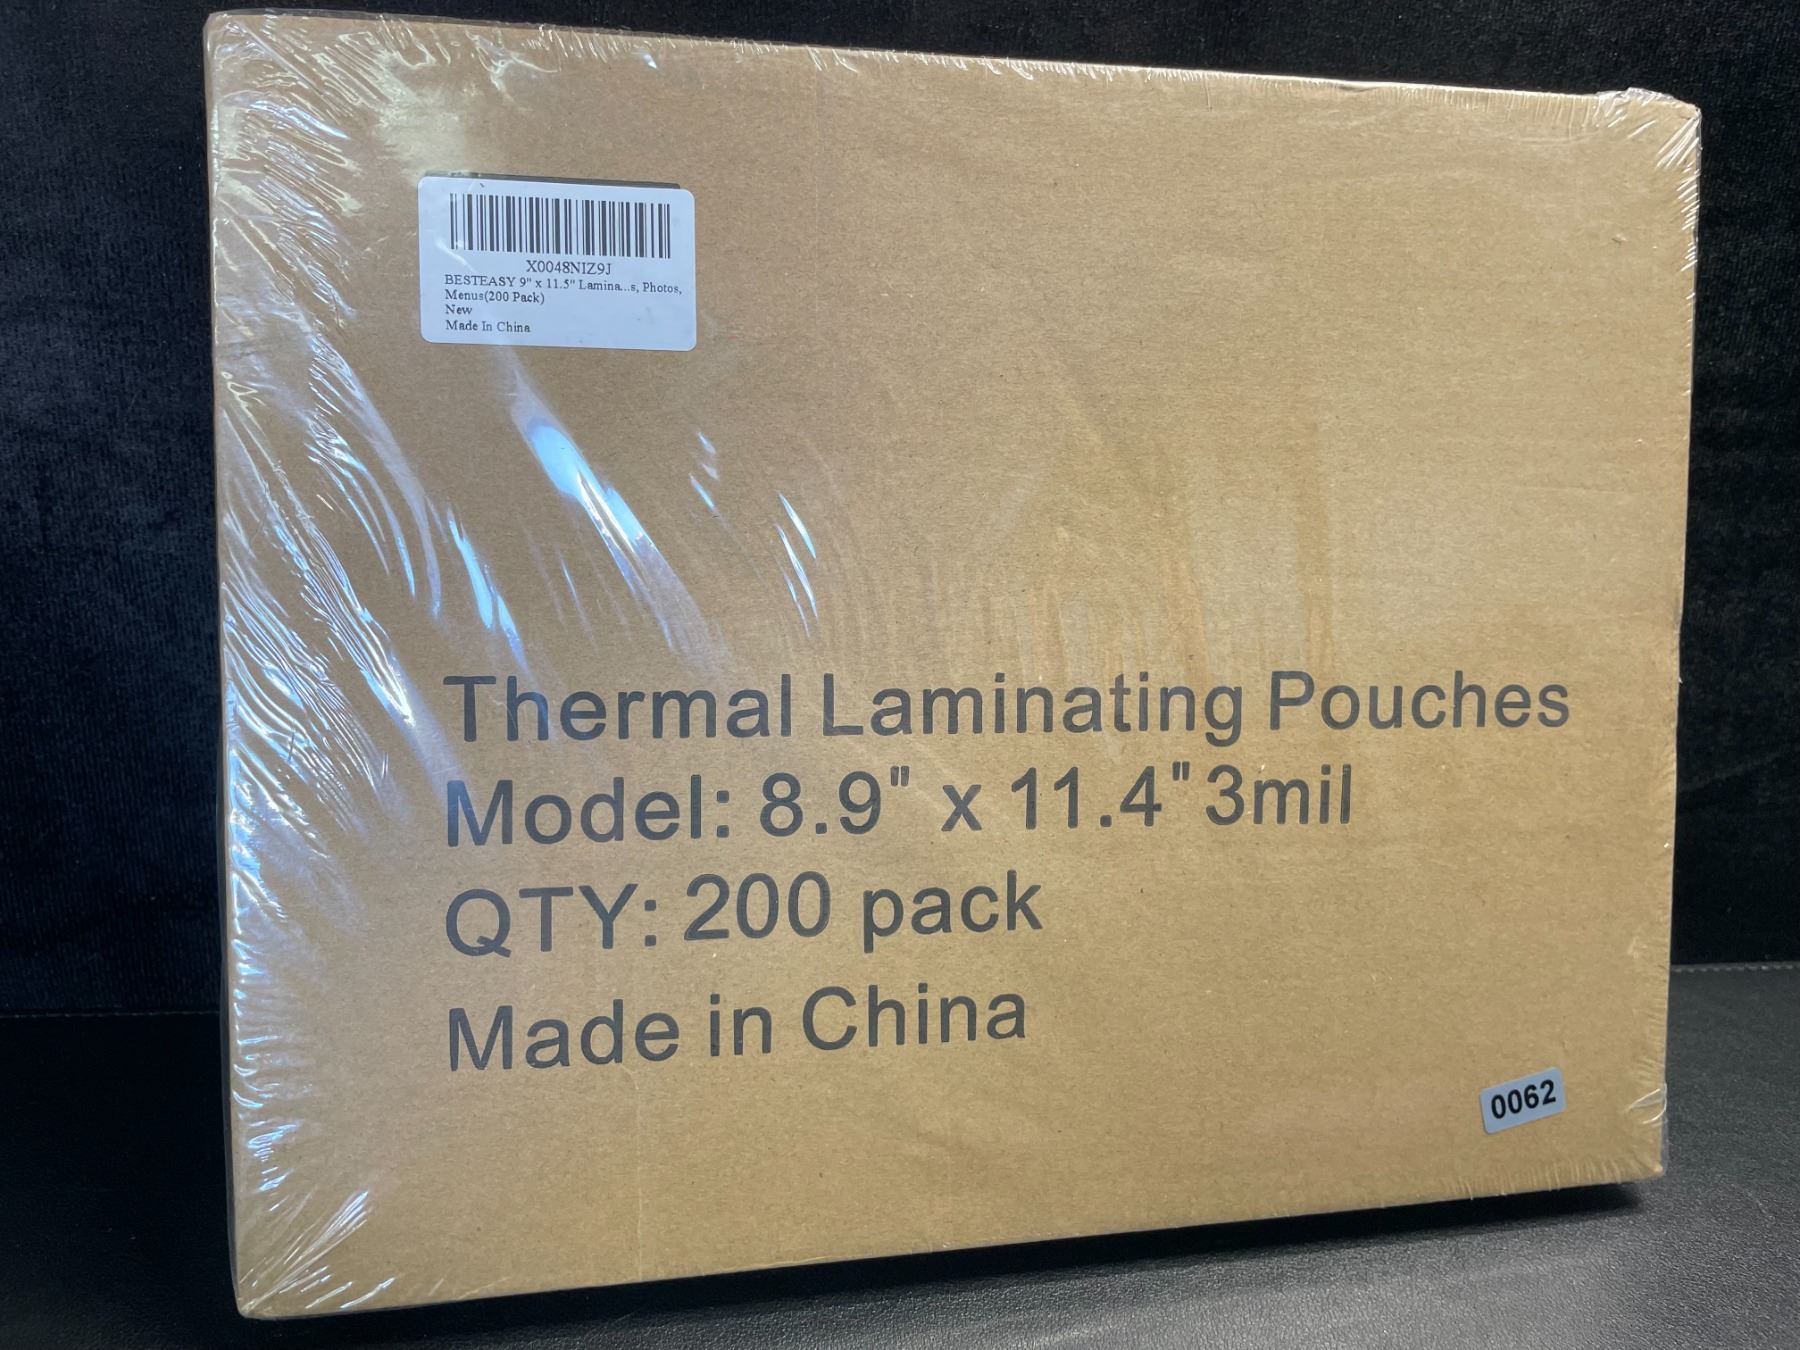 X0048NIZ9J
BESTEASY 9" x 11.5" Lamina...s, Photos,
Menus(200 Pack)
New
Made In China
Thermal Laminating Pouches
Model: 8.9" x 11.4" 3mil
QTY: 200 pack
Made in China
0062